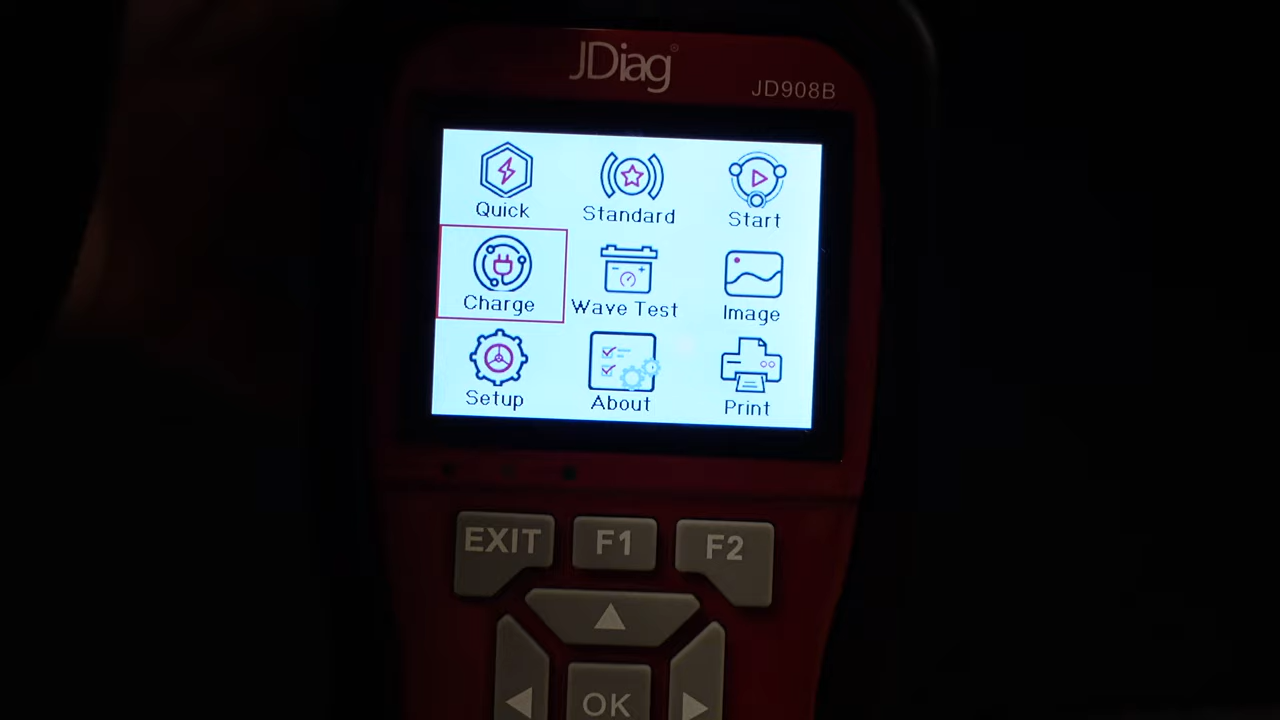 JDiag®
JD908B
Quick Standard Start
Charge Wave Test Image
Setup About Print
EXIT F1 F2
OK